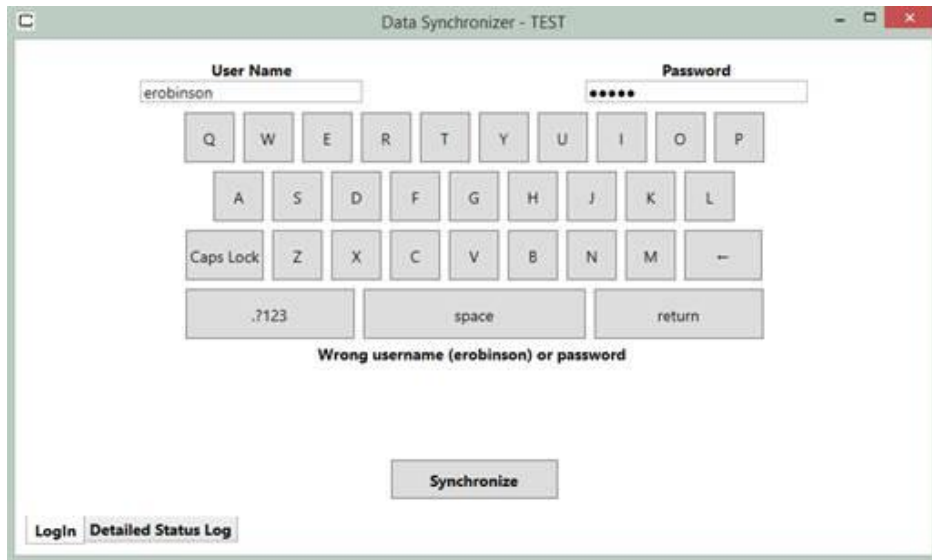 Data Synchronizer - TEST
User Name Password
erobinson •••••
Q W E R T Y U I O P
A S D F G H J K L
Caps Lock Z X C V B N M ←
.?123 space return
Wrong username (erobinson) or password
Synchronize
LogIn Detailed Status Log